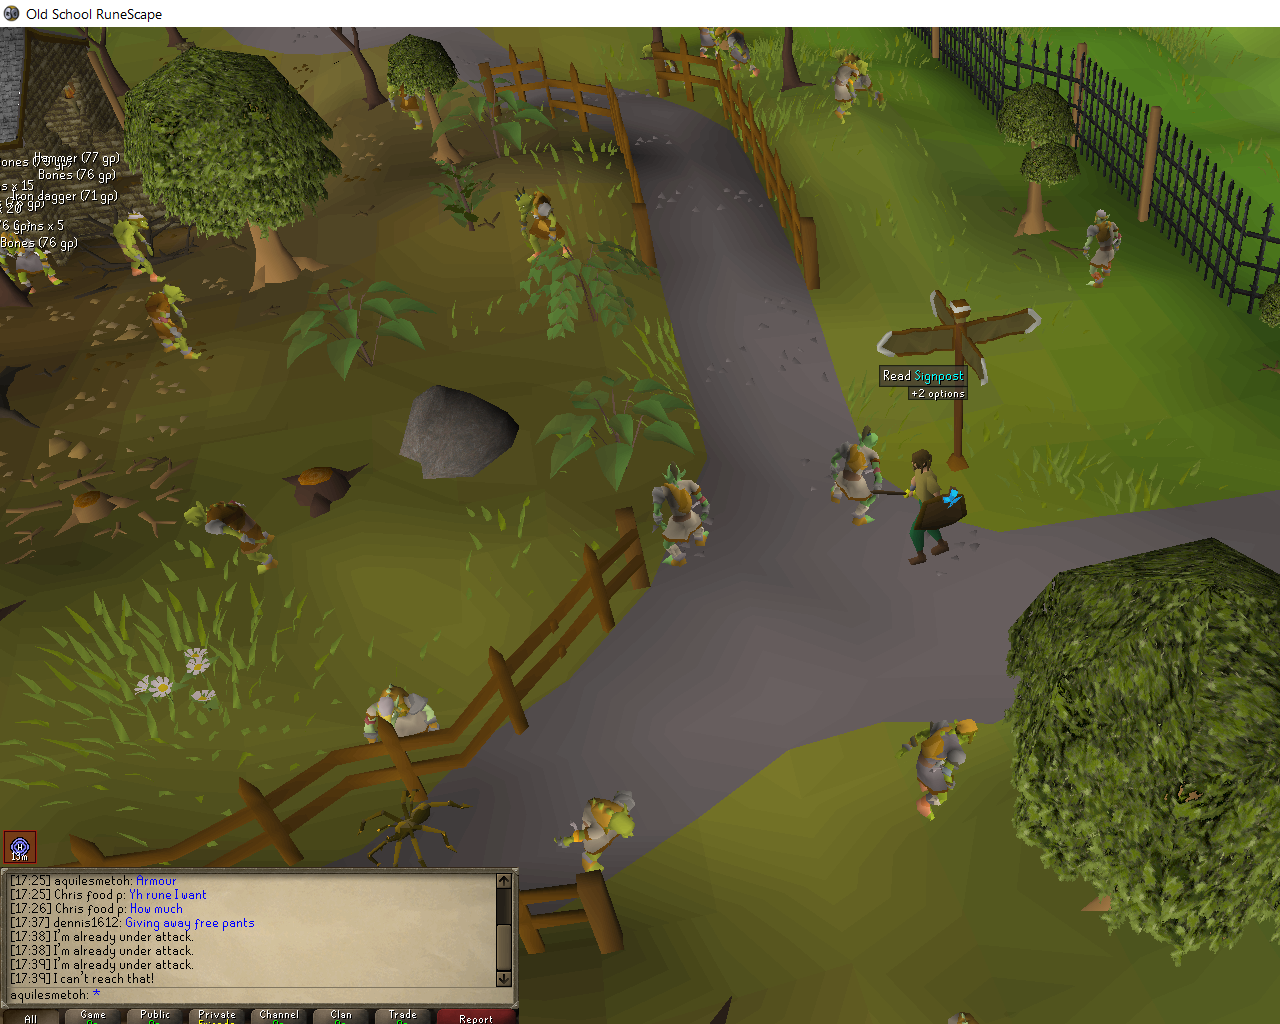 Old School RuneScape
Hammer (77 gp)
Bones (76 gp)
s x 15
Iron dagger (71 gp)
x 5
Bones (76 gp)
Read Signpost
+2 options
13m
[17:25] aquilesmetoh: Armour
[17:25] Chris food p: Yh rune I want
[17:26] Chris food p: How much
[17:37] dennis1612: Giving away free pants
[17:38] I'm already under attack.
[17:38] I'm already under attack.
[17:39] I'm already under attack.
[17:39] I can't reach that!
aquilesmetoh: *
All
Game
Public
Private
Channel
Clan
Trade
Report